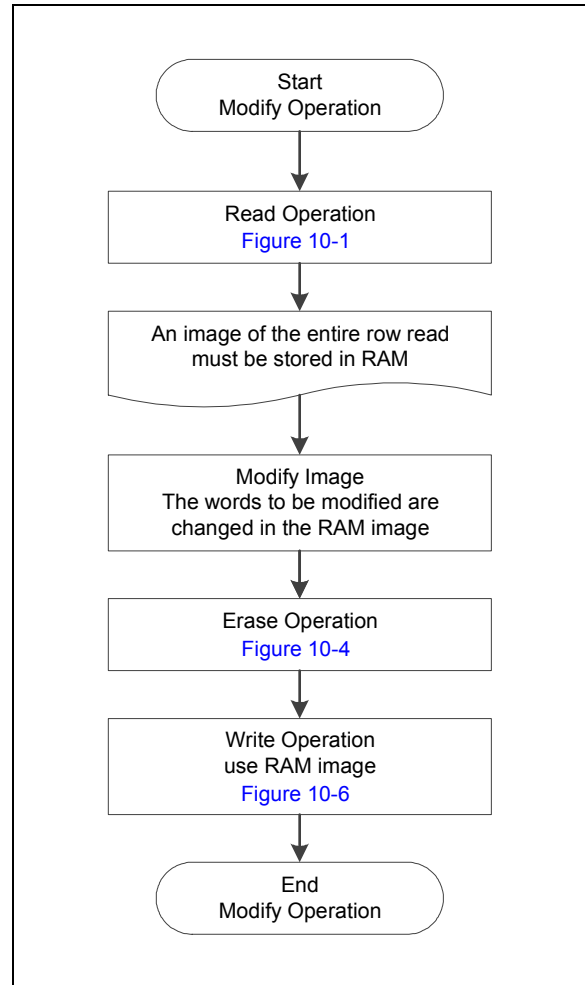 Start
Modify Operation
Read Operation
Figure 10-1
An image of the entire row read
must be stored in RAM
Modify Image
The words to be modified are
changed in the RAM image
Erase Operation
Figure 10-4
Write Operation
use RAM image
Figure 10-6
End
Modify Operation